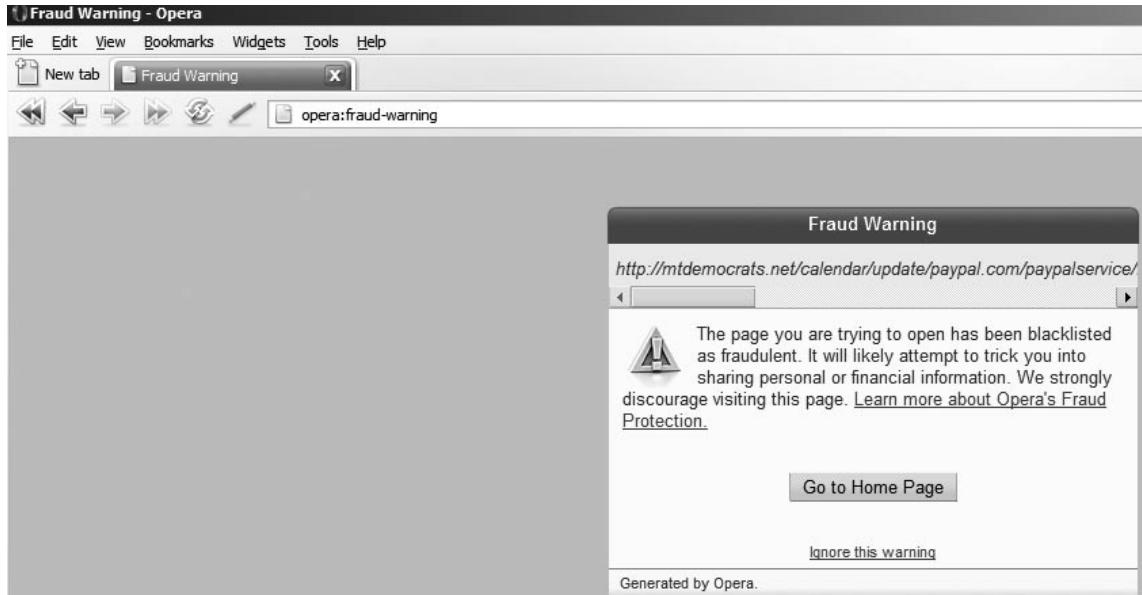 Fraud Warning - Opera
File Edit View Bookmarks Widgets Tools Help
New tab Fraud Warning X
opera:fraud-warning
Fraud Warning
http://mtdemocrats.net/calendar/update/paypal.com/paypalservice/
The page you are trying to open has been blacklisted
as fraudulent. It will likely attempt to trick you into
sharing personal or financial information. We strongly
discourage visiting this page. Learn more about Opera's Fraud
Protection.
Go to Home Page
Ignore this warning
Generated by Opera.